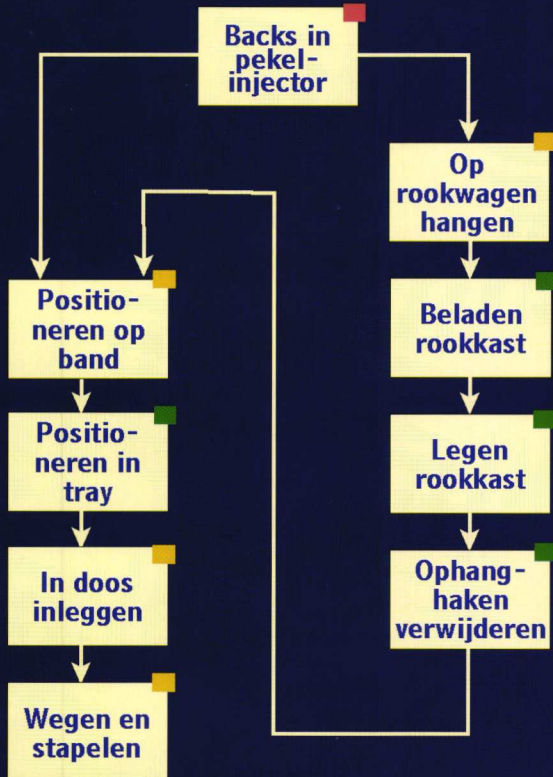 Backs in
pekel-
injector
Op
rookwagen
hangen
Beladen
rookkast
Legen
rookkast
Ophang-
haken
verwijderen
Positio-
neren op
band
Positio-
neren in
tray
In doos
inleggen
Wegen en
stapelen